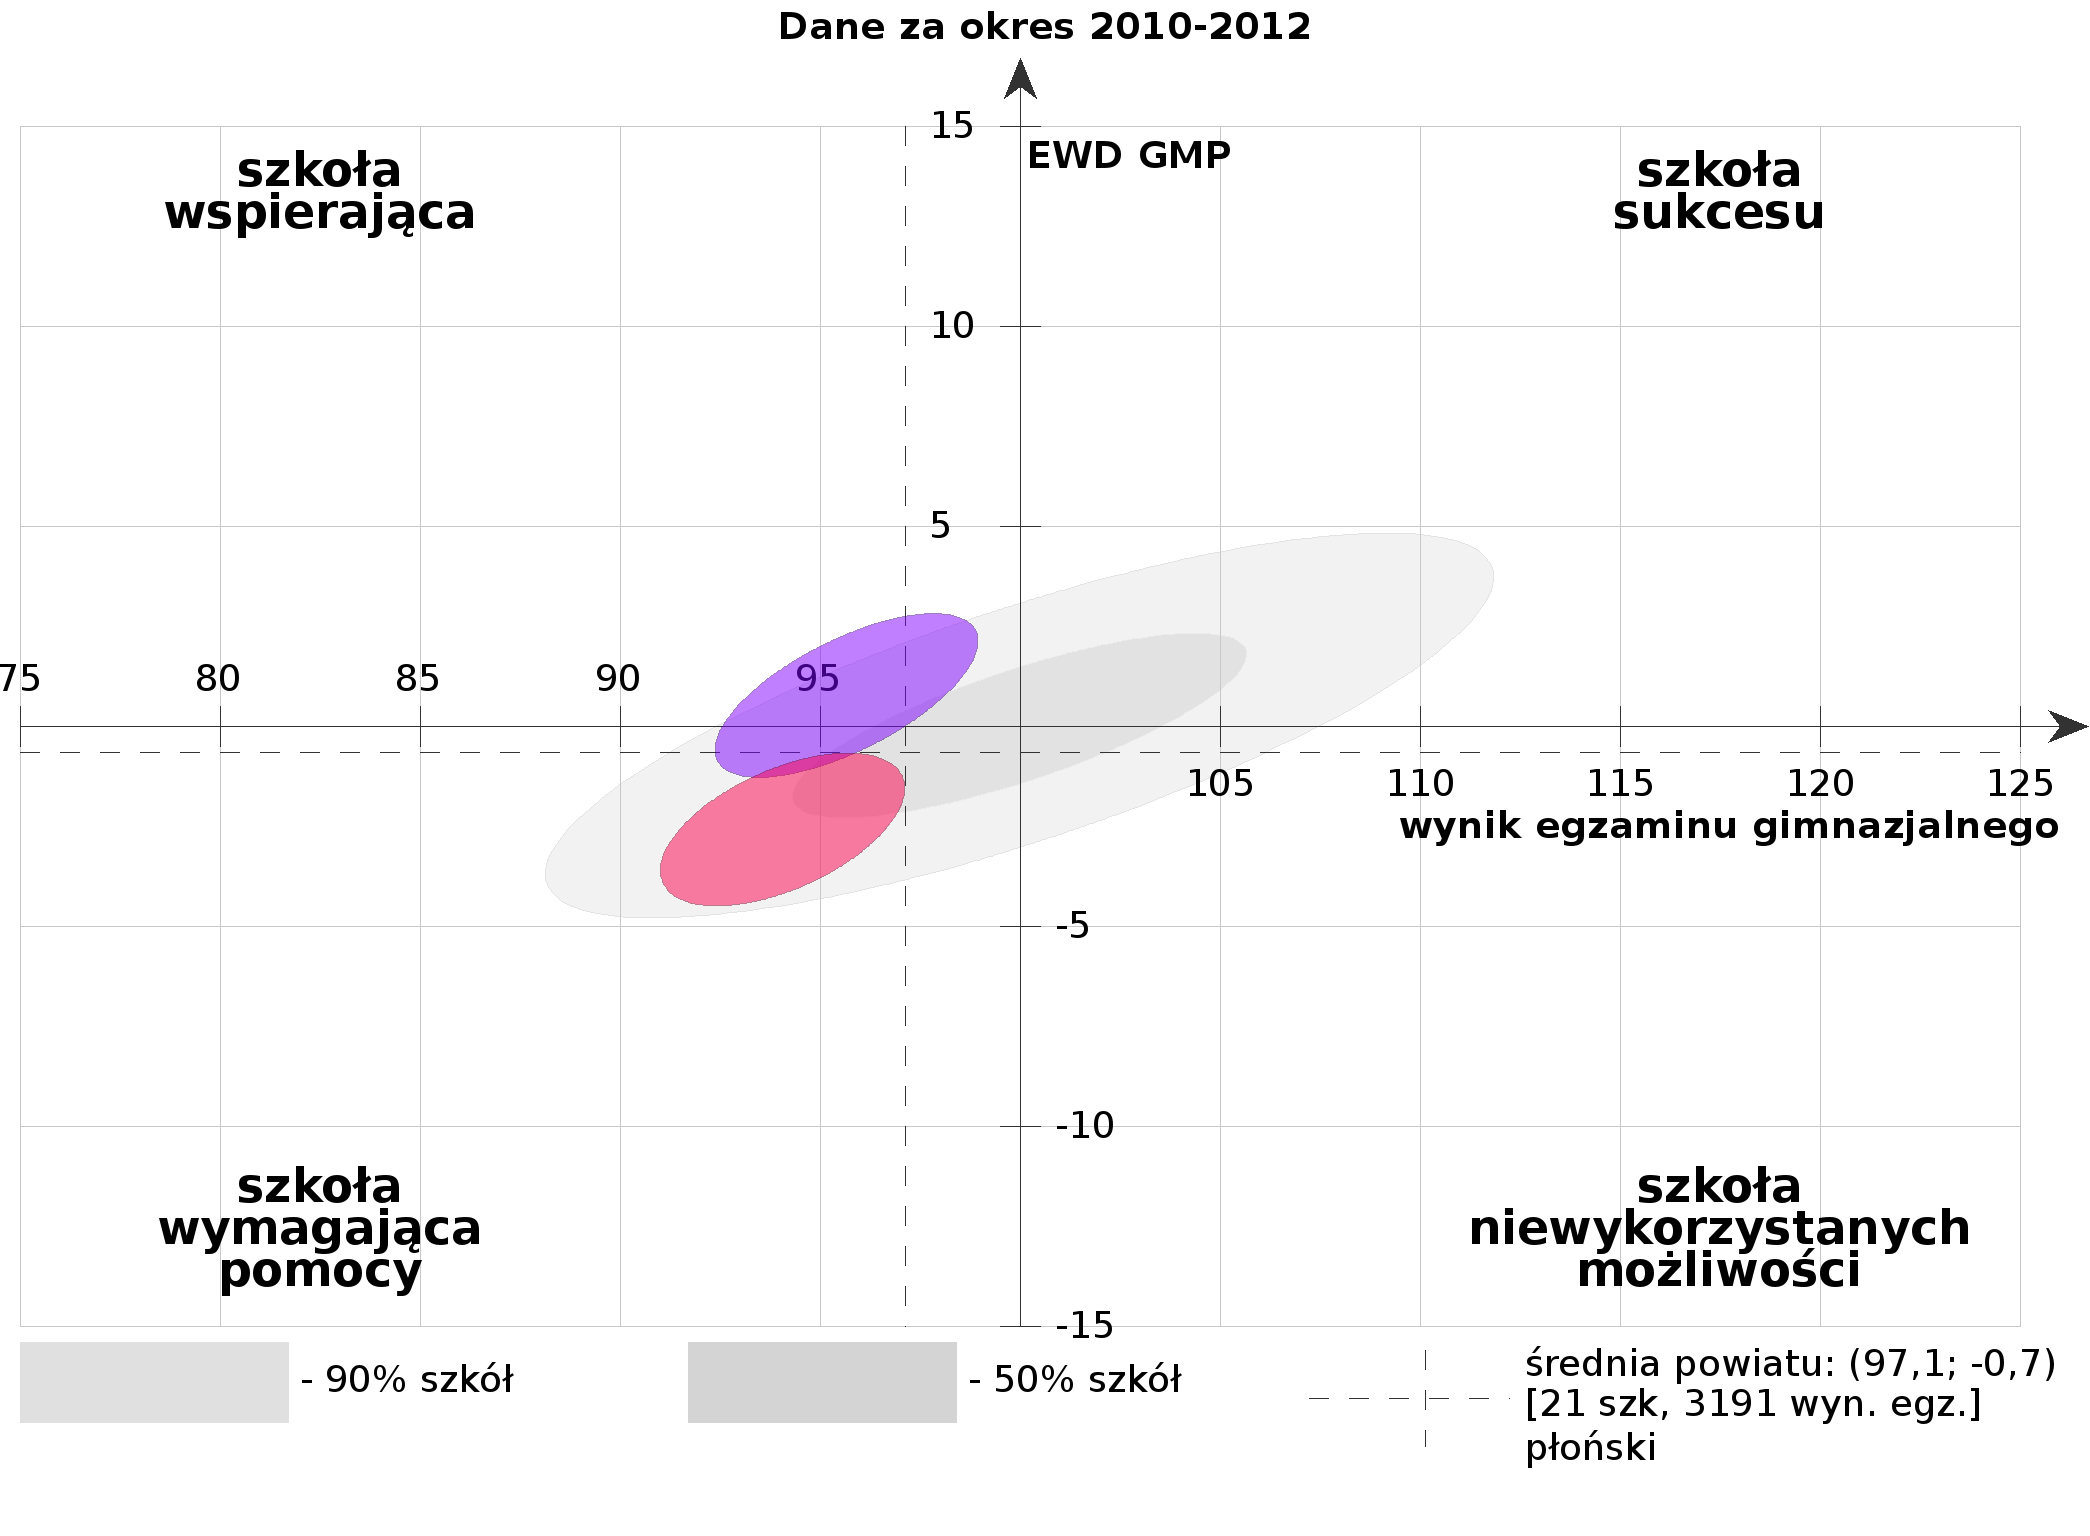 Dane za okres 2010-2012
15
EWD GMP
szkoła
wspierająca
szkoła
sukcesu
10
5
75 80 85 90 95
105 110 115 120 125
wynik egzaminu gimnazjalnego
-5
-10
szkoła
wymagająca
pomocy
szkoła
niewykorzystanych
możliwości
-15
- 90% szkół
- 50% szkół
średnia powiatu: (97,1; -0,7)
[21 szk, 3191 wyn. egz.]
płoński